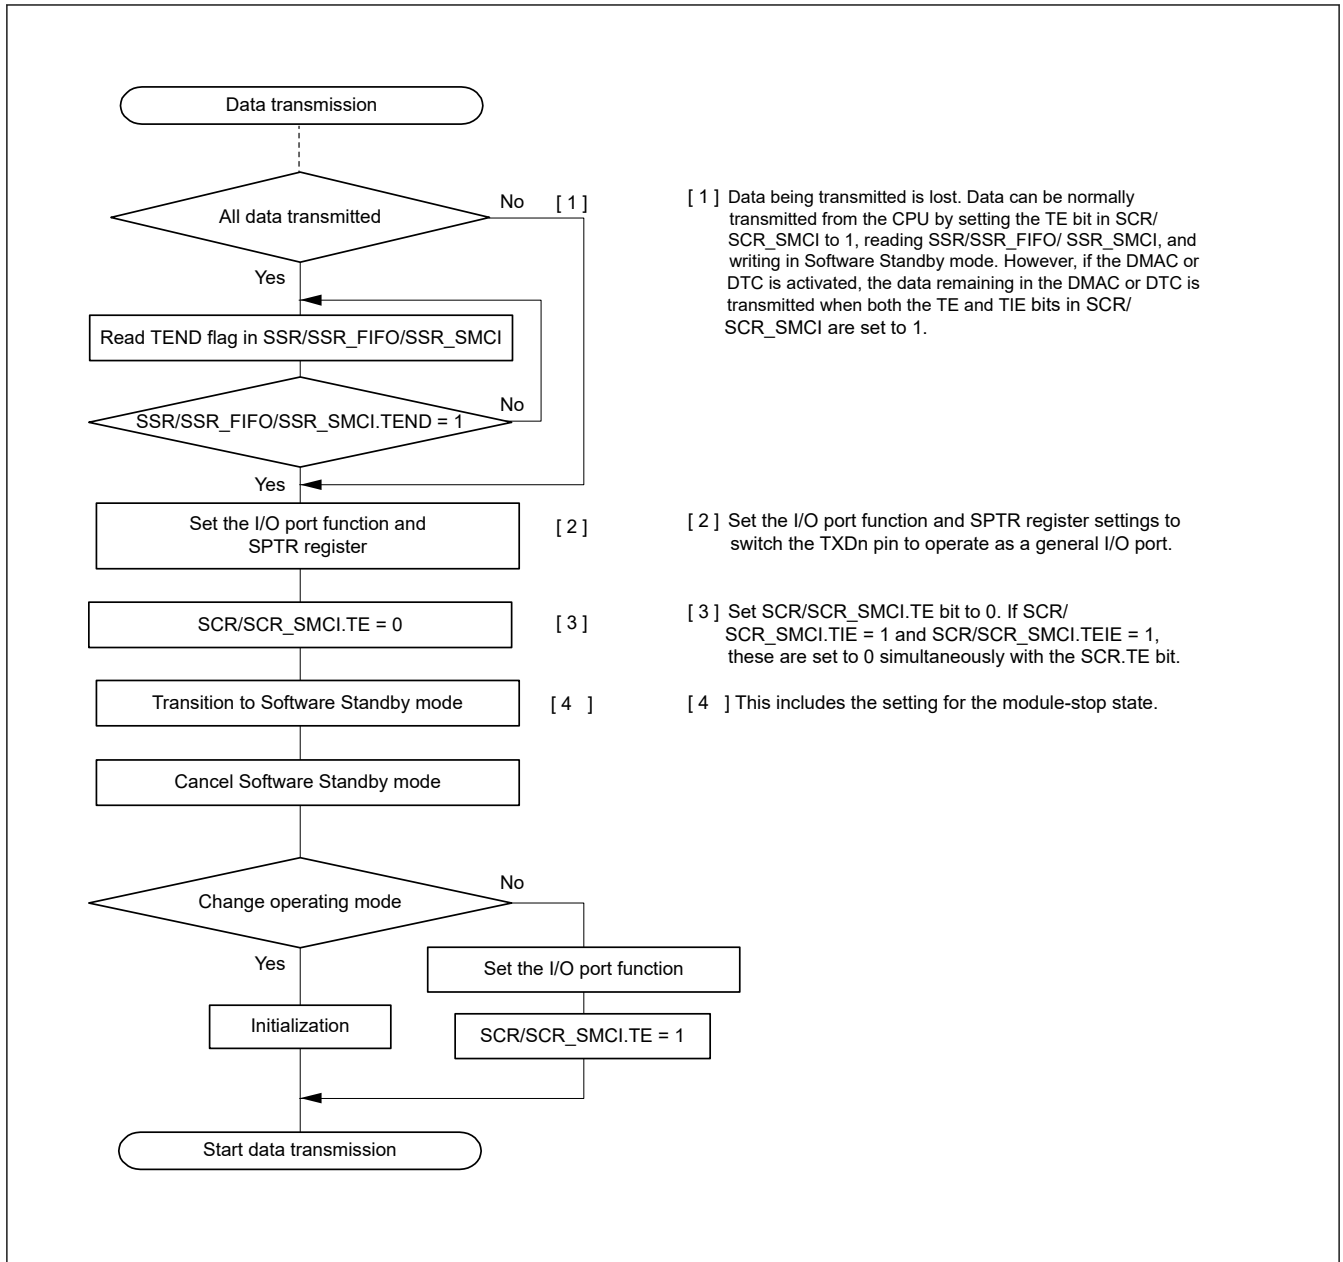 Data transmission
All data transmitted
No [ 1 ]
Yes
Read TEND flag in SSR/SSR_FIFO/SSR_SMCI
SSR/SSR_FIFO/SSR_SMCI.TEND = 1
No
Yes
Set the I/O port function and
SPTR register
[ 2 ]
SCR/SCR_SMCI.TE = 0
[ 3 ]
Transition to Software Standby mode
[ 4 ]
Cancel Software Standby mode
Change operating mode
No
Yes
Set the I/O port function
Initialization
SCR/SCR_SMCI.TE = 1
Start data transmission
[ 1 ] Data being transmitted is lost. Data can be normally
transmitted from the CPU by setting the TE bit in SCR/
SCR_SMCI to 1, reading SSR/SSR_FIFO/ SSR_SMCI, and
writing in Software Standby mode. However, if the DMAC or
DTC is activated, the data remaining in the DMAC or DTC is
transmitted when both the TE and TIE bits in SCR/
SCR_SMCI are set to 1.
[ 2 ] Set the I/O port function and SPTR register settings to
switch the TXDn pin to operate as a general I/O port.
[ 3 ] Set SCR/SCR_SMCI.TE bit to 0. If SCR/
SCR_SMCI.TIE = 1 and SCR/SCR_SMCI.TEIE = 1,
these are set to 0 simultaneously with the SCR.TE bit.
[ 4 ] This includes the setting for the module-stop state.